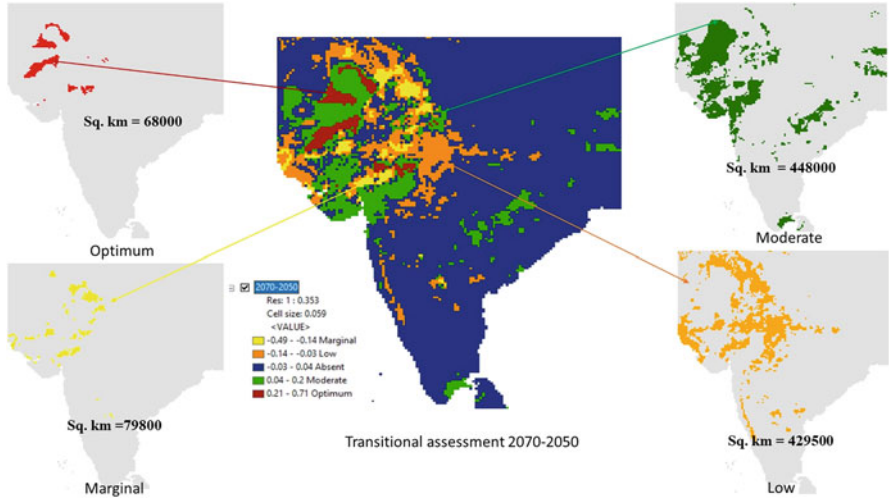 Sq. km = 68000
Optimum
Sq. km = 448000
Moderate
2070-2050
Res: 1 : 0.353
Cell size: 0.059
<VALUE>
-0.49 - -0.14 Marginal
-0.14 - -0.03 Low
-0.03 - 0.04 Absent
0.04 - 0.2 Moderate
0.21 - 0.71 Optimum
Sq. km =79800
Marginal
Transitional assessment 2070-2050
Sq. km = 429500
Low